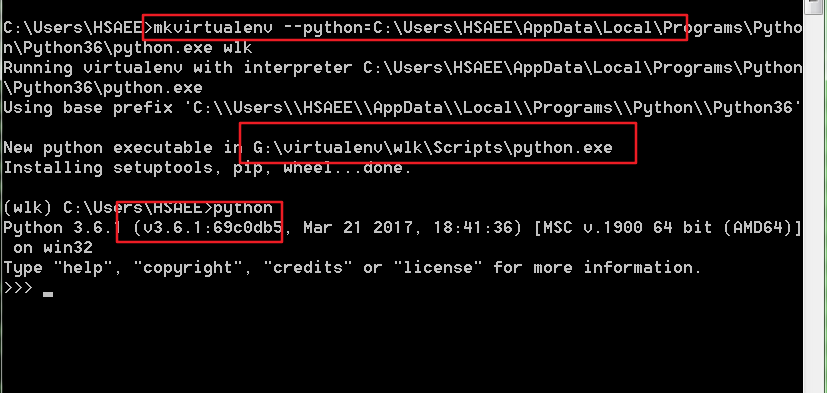 C:\Users\HSAEE>mkvirtualenv --python=C:\Users\HSAEE\AppData\Local\Programs\Pytho
n\Python36\python.exe wlk
Running virtualenv with interpreter C:\Users\HSAEE\AppData\Local\Programs\Python
\Python36\python.exe
Using base prefix 'C:\\Users\\HSAEE\\AppData\\Local\\Programs\\Python\\Python36'
New python executable in G:\virtualenv\wlk\Scripts\python.exe
Installing setuptools, pip, wheel...done.
(wlk) C:\Users\HSAEE>python
Python 3.6.1 (v3.6.1:69c0db5, Mar 21 2017, 18:41:36) [MSC v.1900 64 bit (AMD64)]
 on win32
Type "help", "copyright", "credits" or "license" for more information.
>>> _